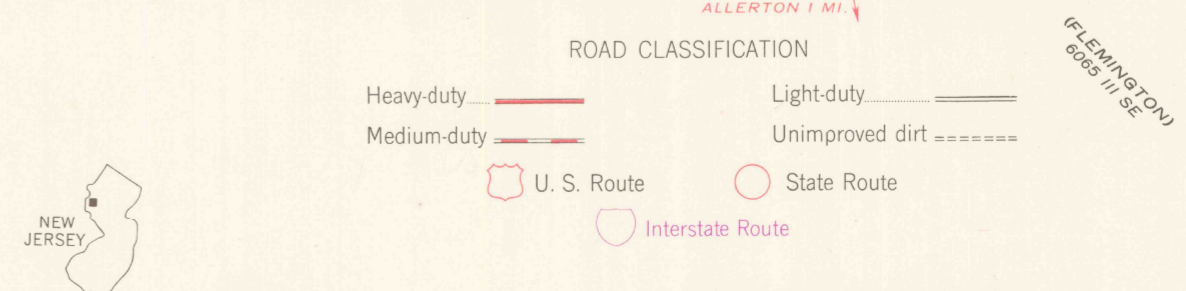 ALLERTON 1 MI.
ROAD CLASSIFICATION
(FLEMINGTON)
6065 III SE
Heavy-duty
Light-duty
Medium-duty
Unimproved dirt
U. S. Route
State Route
Interstate Route
NEW
JERSEY